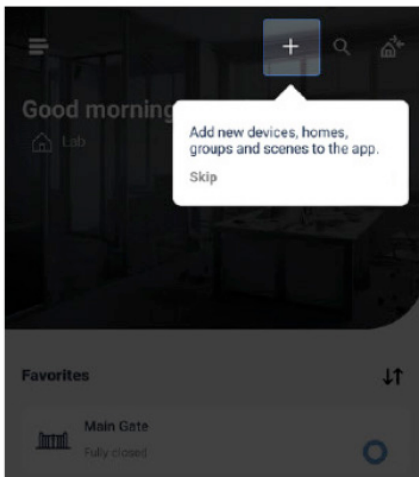 Good morning
Lab
Add new devices, homes,
groups and scenes to the app.
Skip
Favorites
Main Gate
Fully closed